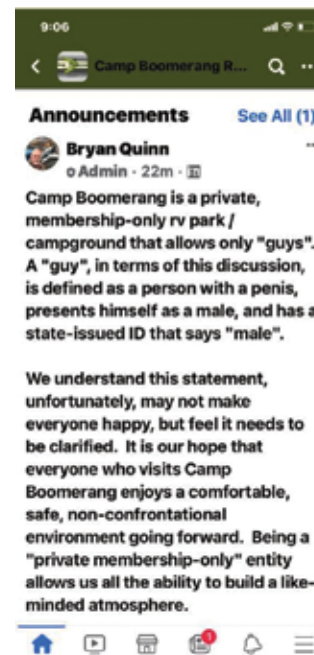 9:06
Camp Boomerang R...
Announcements See All (1)
Bryan Quinn
Admin · 22m ·
Camp Boomerang is a private,
membership-only rv park /
campground that allows only "guys".
A "guy", in terms of this discussion,
is defined as a person with a penis,
presents himself as a male, and has a
state-issued ID that says "male".
We understand this statement,
unfortunately, may not make
everyone happy, but feel it needs to
be clarified. It is our hope that
everyone who visits Camp
Boomerang enjoys a comfortable,
safe, non-confrontational
environment going forward. Being a
"private membership-only" entity
allows us all the ability to build a like-
minded atmosphere.
1